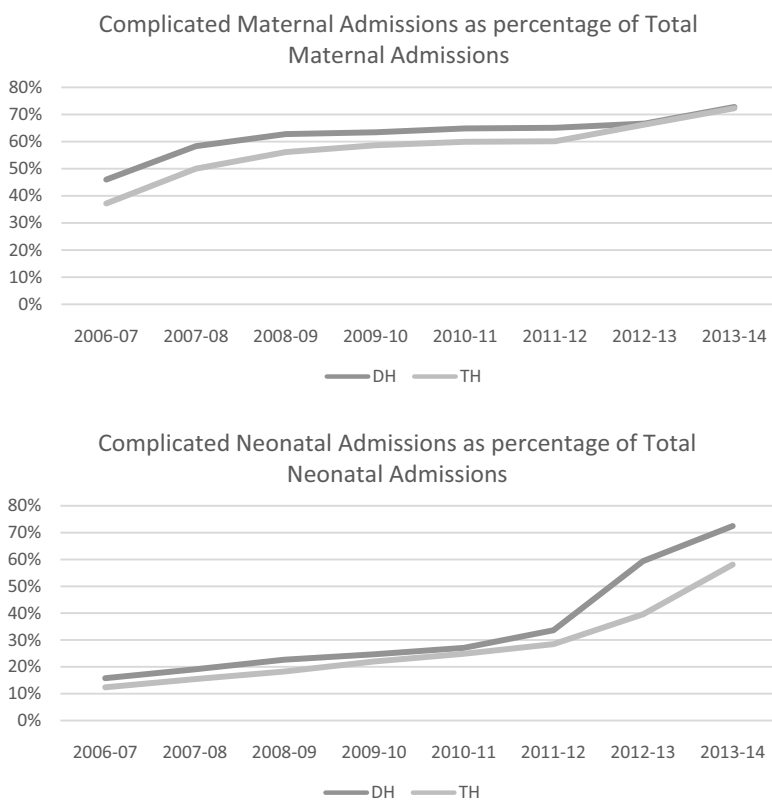 Complicated Maternal Admissions as percentage of Total
Maternal Admissions
80%
70%
60%
50%
40%
30%
20%
10%
0%
2006-07 2007-08 2008-09 2009-10 2010-11 2011-12 2012-13 2013-14
DH TH
Complicated Neonatal Admissions as percentage of Total
Neonatal Admissions
80%
70%
60%
50%
40%
30%
20%
10%
0%
2006-07 2007-08 2008-09 2009-10 2010-11 2011-12 2012-13 2013-14
DH TH